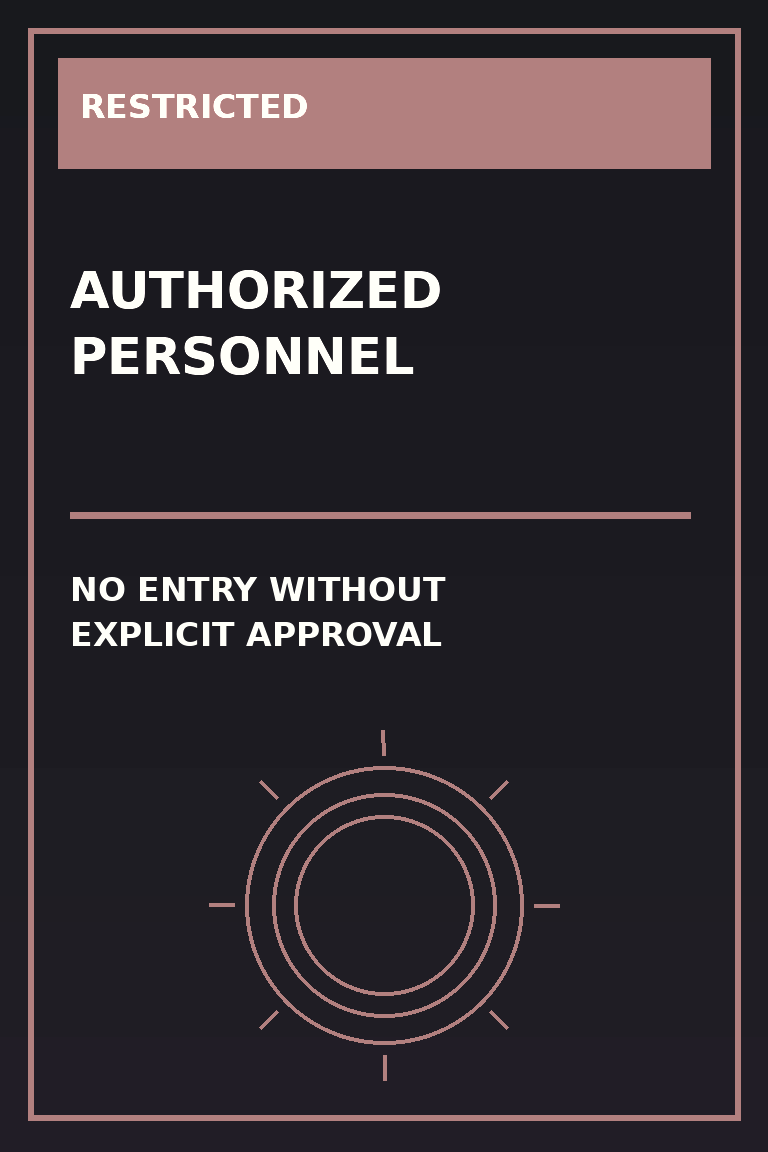 RESTRICTED
AUTHORIZED
PERSONNEL
NO ENTRY WITHOUT
EXPLICIT APPROVAL